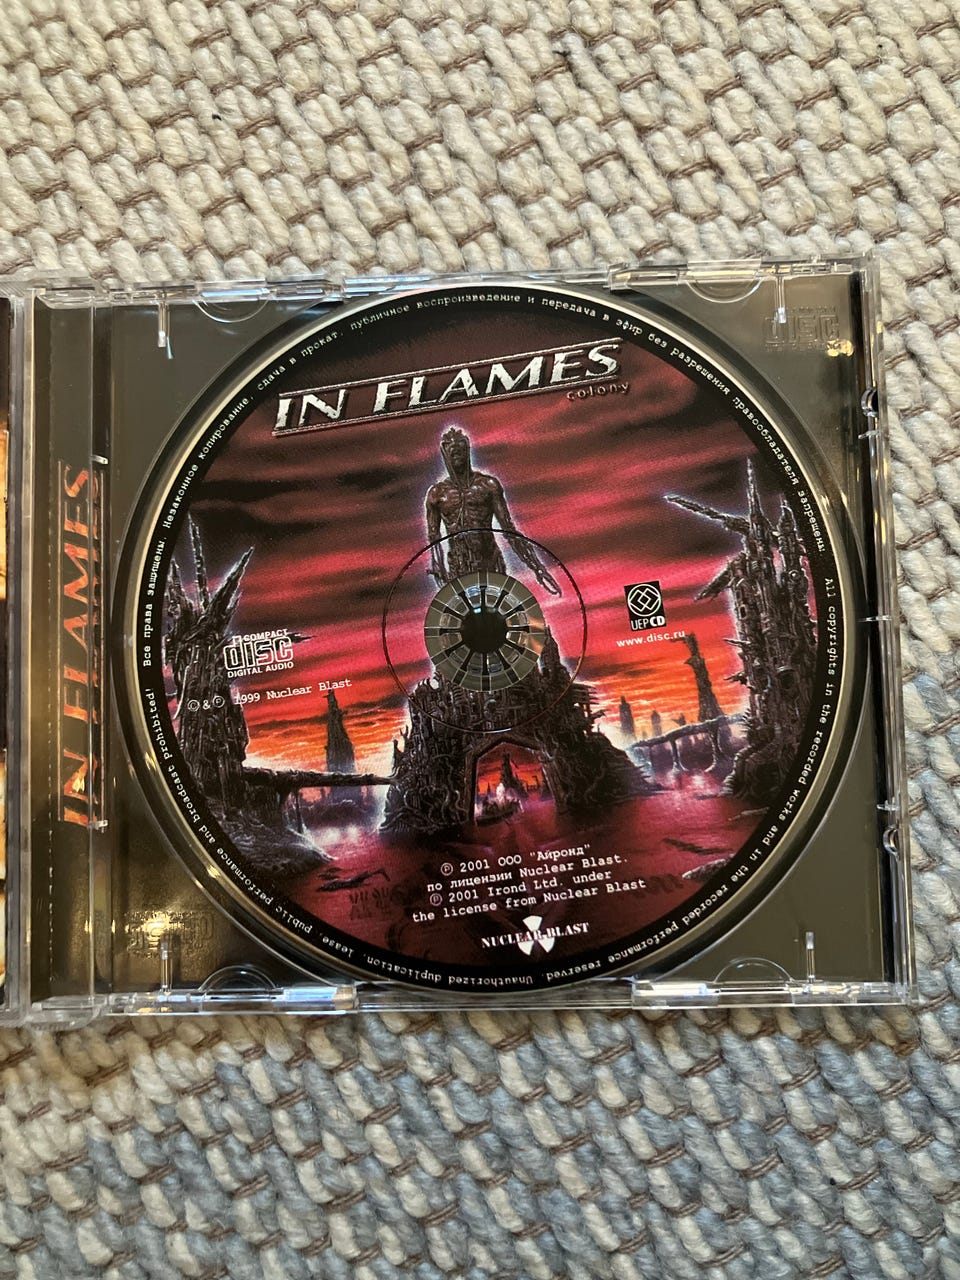 IN FLAMES
IN FLAMES
colony
COMPACT
disc
DIGITAL AUDIO
© & ℗ 1999 Nuclear Blast
UEPCD
www.disc.ru
℗ 2001 ООО "Айронд"
по лицензии Nuclear Blast.
℗ 2001 Irond Ltd. under
the license from Nuclear Blast
NUCLEAR BLAST
Все права защищены. Незаконное копирование, сдача в прокат, публичное воспроизведение и передача в эфир без разрешения правообладателя запрещены!
All copyrights in the recorded works and in the recorded performance reserved. Unauthorized duplication, lease, public performance and broadcast prohibited!